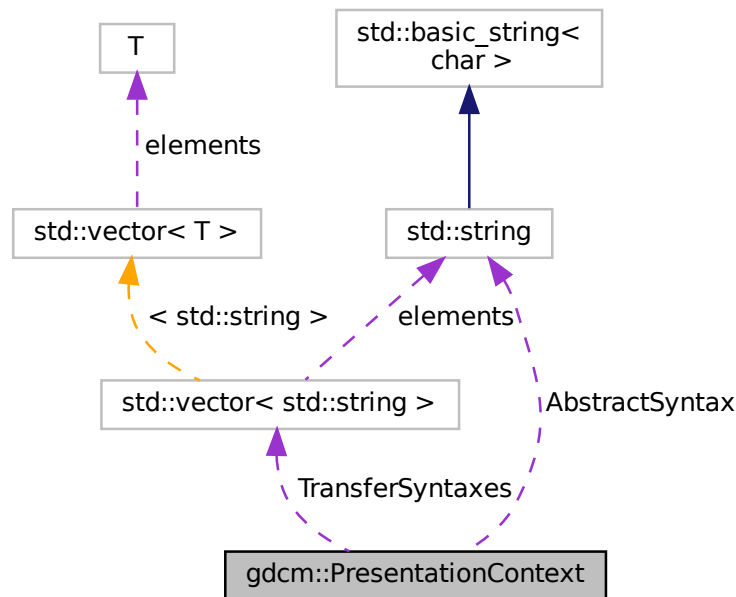 T
std::basic_string<
char >
elements
std::vector< T >
std::string
< std::string >
elements
std::vector< std::string >
AbstractSyntax
TransferSyntaxes
gdcm::PresentationContext